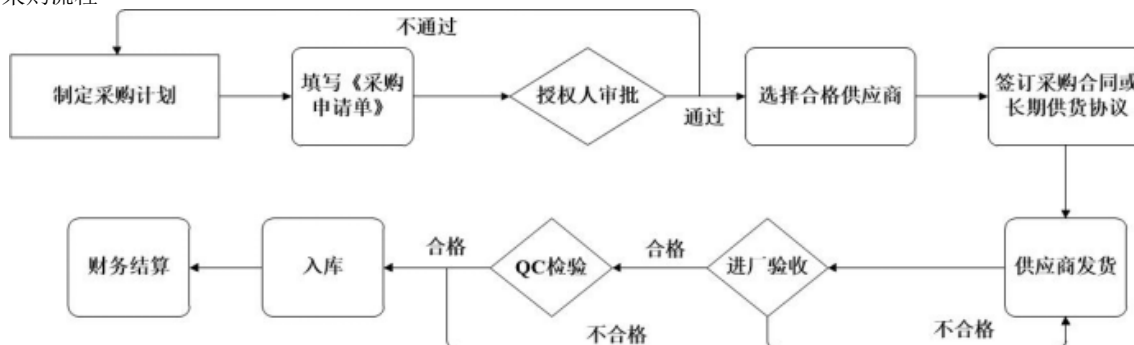 不通过
制定采购计划
填写《采购
申请单》
授权人审批
通过
选择合格供应商
签订采购合同或
长期供货协议
财务结算
入库
合格
QC检验
合格
进厂验收
供应商发货
不合格
不合格